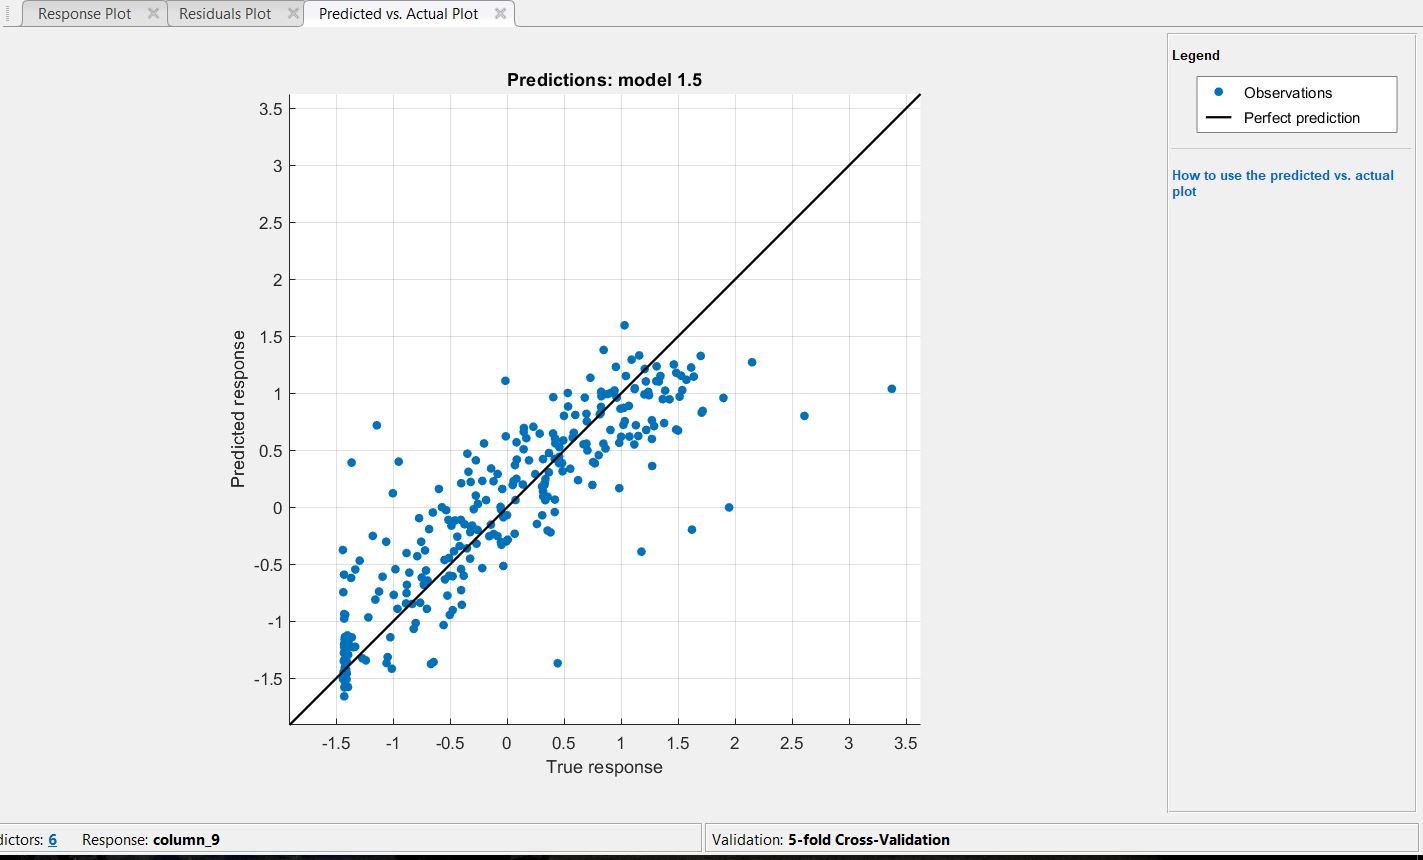 Response Plot
Residuals Plot
Predicted vs. Actual Plot
Predictions: model 1.5
3.5
3
2.5
2
1.5
1
0.5
0
-0.5
-1
-1.5
Predicted response
-1.5 -1 -0.5 0 0.5 1 1.5 2 2.5 3 3.5
True response
Legend
Observations
Perfect prediction
How to use the predicted vs. actual
plot
dictors: 6 Response: column_9
Validation: 5-fold Cross-Validation